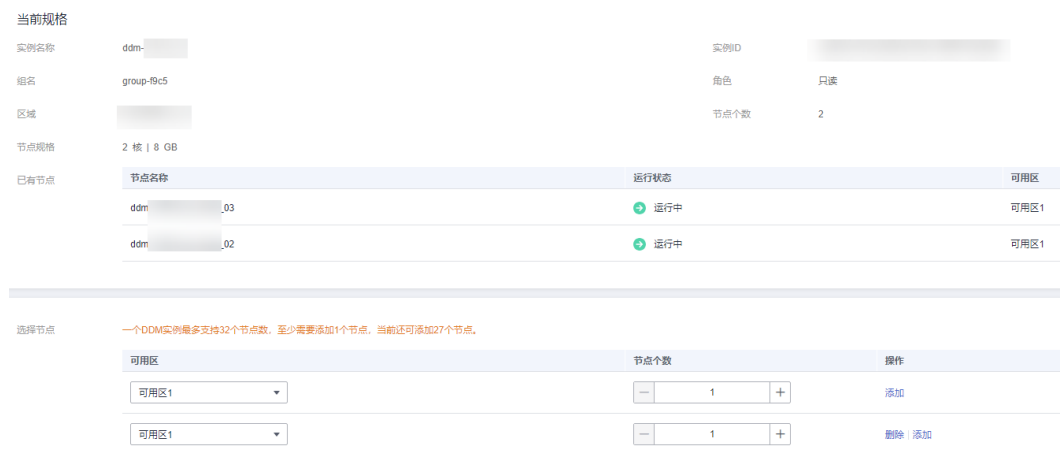 当前规格
实例名称 ddm- 实例ID
组名 group-f9c5 角色 只读
区域 节点个数 2
节点规格 2 核 | 8 GB
已有节点 节点名称 运行状态 可用区
ddm _03 运行中 可用区1
ddm _02 运行中 可用区1
选择节点 一个DDM实例最多支持32个节点数，至少需要添加1个节点，当前还可添加27个节点。
可用区 节点个数 操作
可用区1 — 1 + 添加
可用区1 — 1 + 删除 | 添加